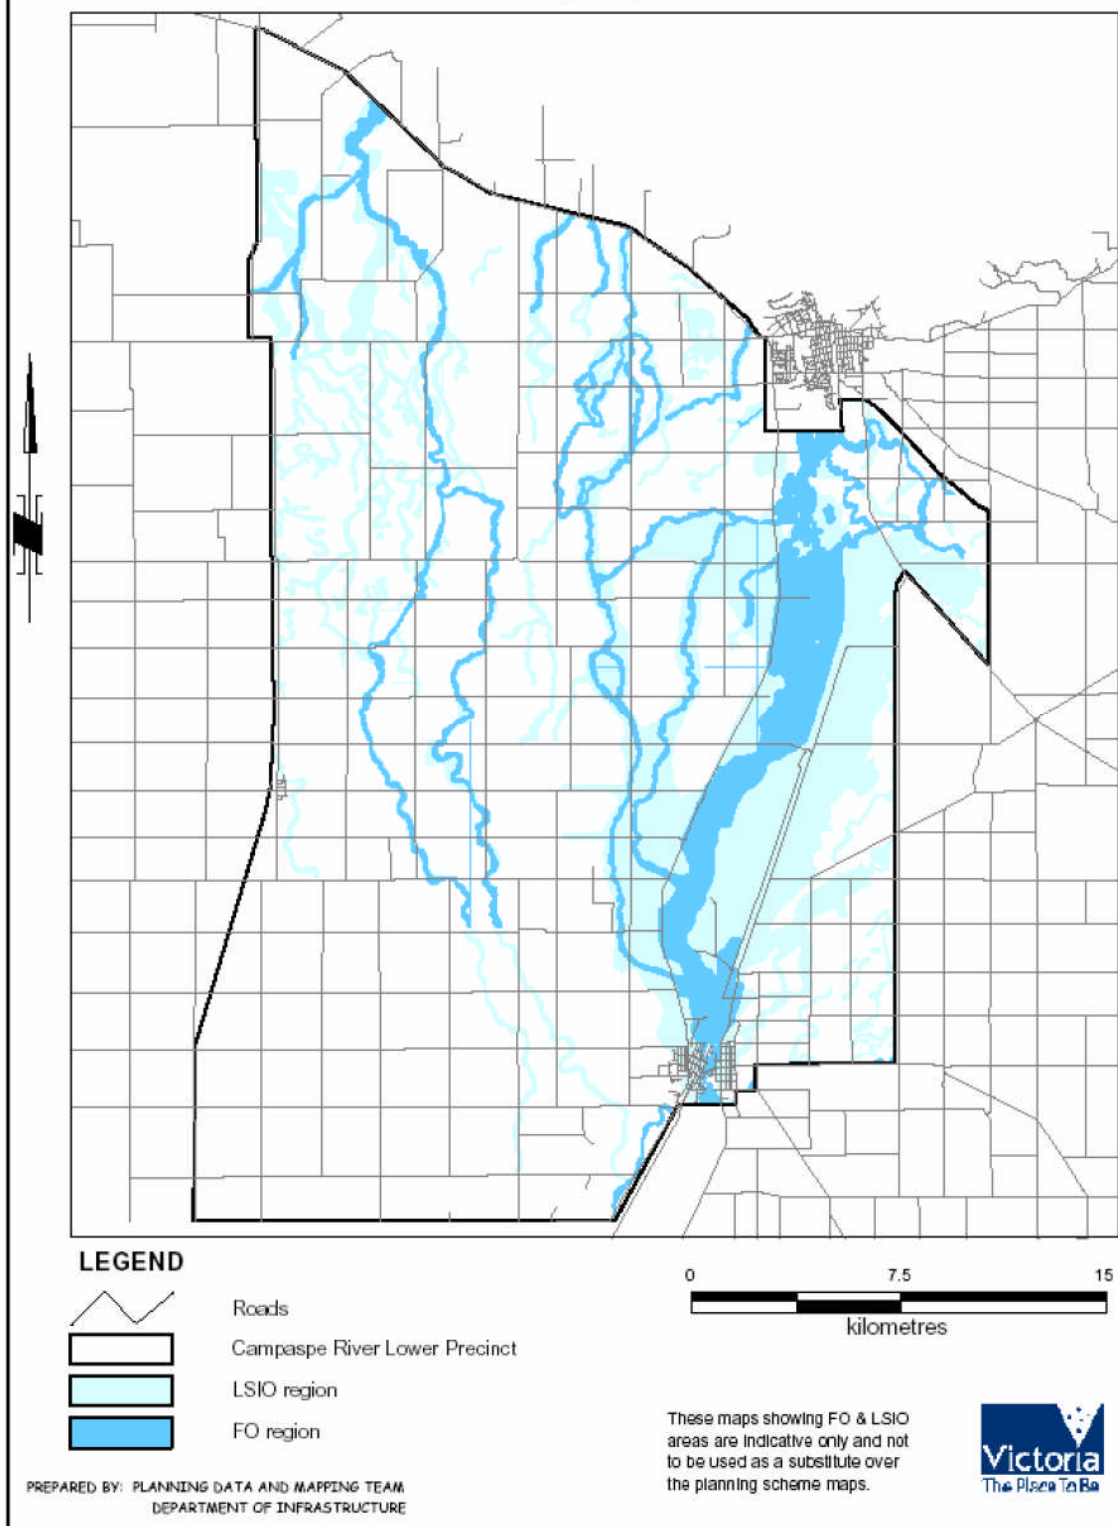 LEGEND
Roads
Campaspe River Lower Precinct
LSIO region
FO region
0 7.5 15
kilometres
These maps showing FO & LSIO
areas are indicative only and not
to be used as a substitute over
the planning scheme maps.
Victoria
The Place To Be
PREPARED BY: PLANNING DATA AND MAPPING TEAM
DEPARTMENT OF INFRASTRUCTURE